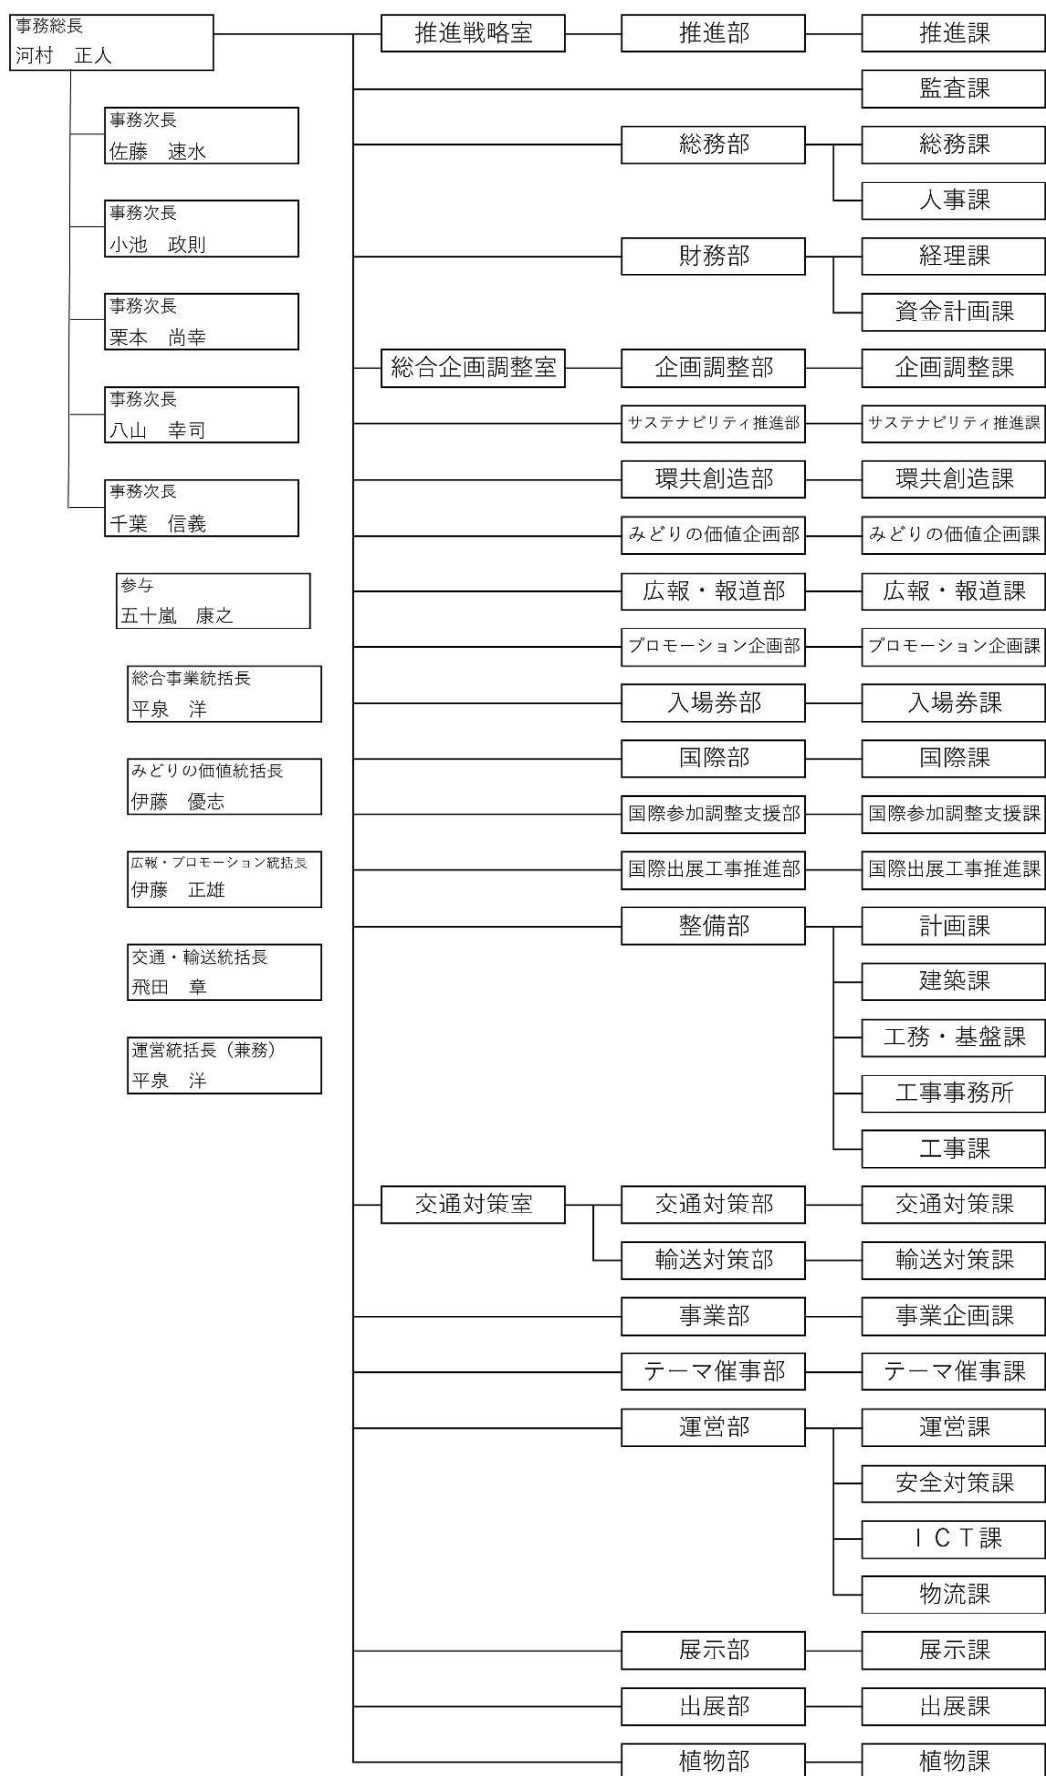 事務総長
河村　正人
事務次長
佐藤　速水
事務次長
小池　政則
事務次長
栗本　尚幸
事務次長
八山　幸司
事務次長
千葉　信義
参与
五十嵐　康之
総合事業統括長
平泉　洋
みどりの価値統括長
伊藤　優志
広報・プロモーション統括長
伊藤　正雄
交通・輸送統括長
飛田　章
運営統括長（兼務）
平泉　洋
推進戦略室
推進部
推進課
監査課
総務部
総務課
人事課
財務部
経理課
資金計画課
総合企画調整室
企画調整部
企画調整課
サステナビリティ推進部
サステナビリティ推進課
環共創造部
環共創造課
みどりの価値企画部
みどりの価値企画課
広報・報道部
広報・報道課
プロモーション企画部
プロモーション企画課
入場券部
入場券課
国際部
国際課
国際参加調整支援部
国際参加調整支援課
国際出展工事推進部
国際出展工事推進課
整備部
計画課
建築課
工務・基盤課
工事事務所
工事課
交通対策室
交通対策部
交通対策課
輸送対策部
輸送対策課
事業部
事業企画課
テーマ催事部
テーマ催事課
運営部
運営課
安全対策課
ＩＣＴ課
物流課
展示部
展示課
出展部
出展課
植物部
植物課